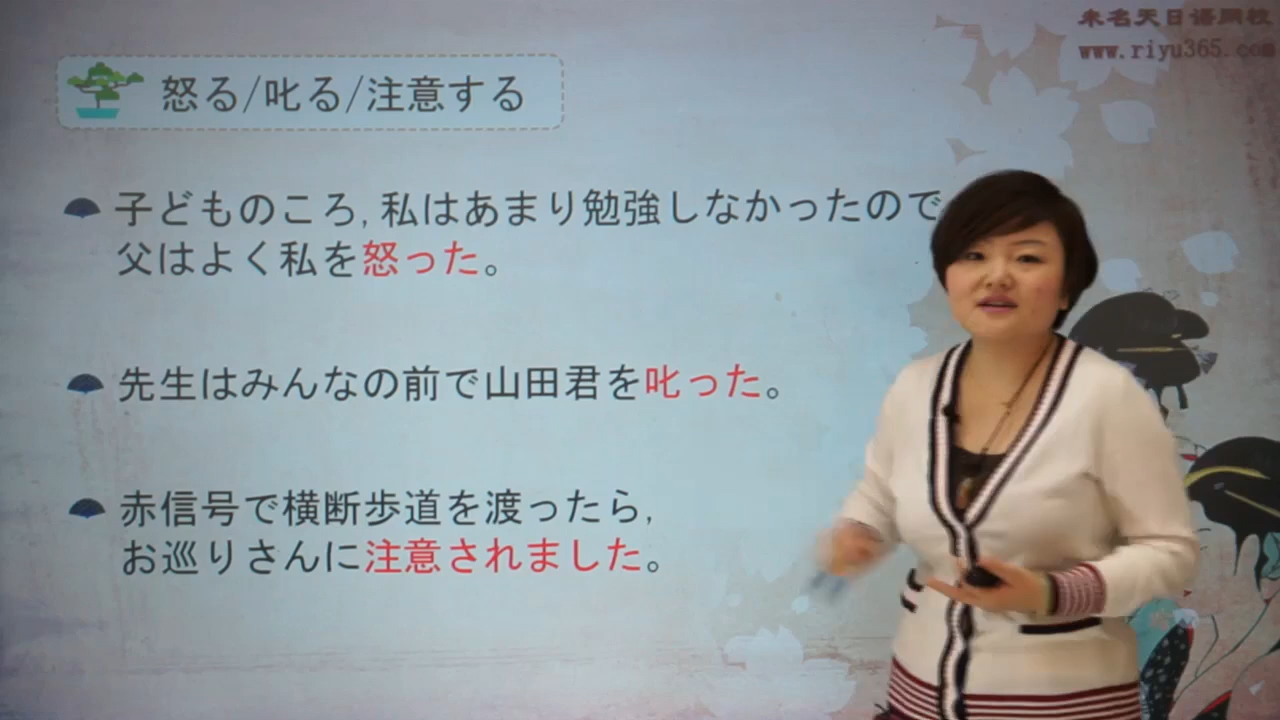 未名天日语网校
www.riyu365.com
怒る/叱る/注意する
子どものころ,私はあまり勉強しなかったので
父はよく私を怒った。
先生はみんなの前で山田君を叱った。
赤信号で横断歩道を渡ったら,
お巡りさんに注意されました。